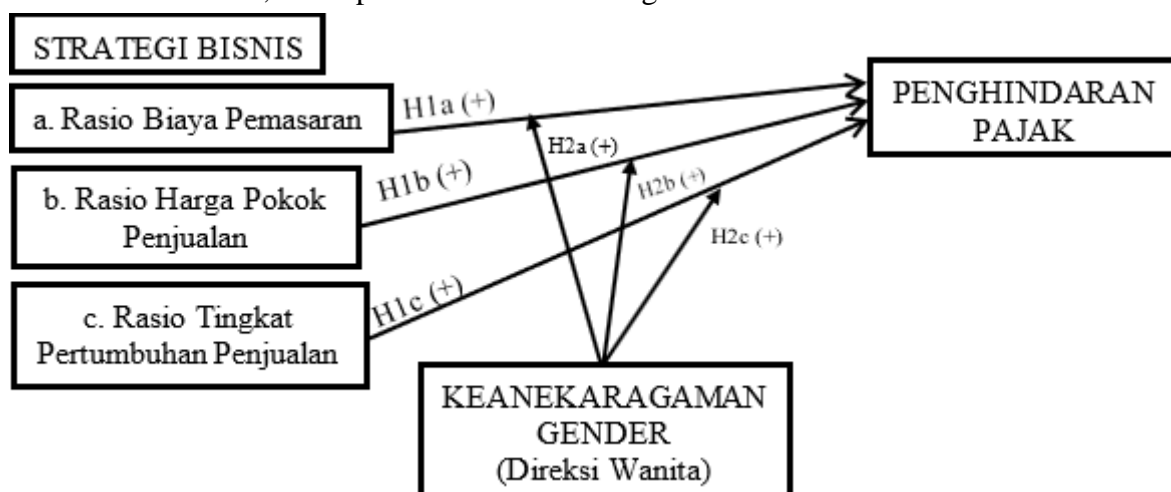 STRATEGI BISNIS
a. Rasio Biaya Pemasaran
b. Rasio Harga Pokok
Penjualan
c. Rasio Tingkat
Pertumbuhan Penjualan
H1a (+)
H1b (+)
H1c (+)
H2a (+)
H2b (+)
H2c (+)
PENGHINDARAN
PAJAK
KEANEKARAGAMAN
GENDER
(Direksi Wanita)